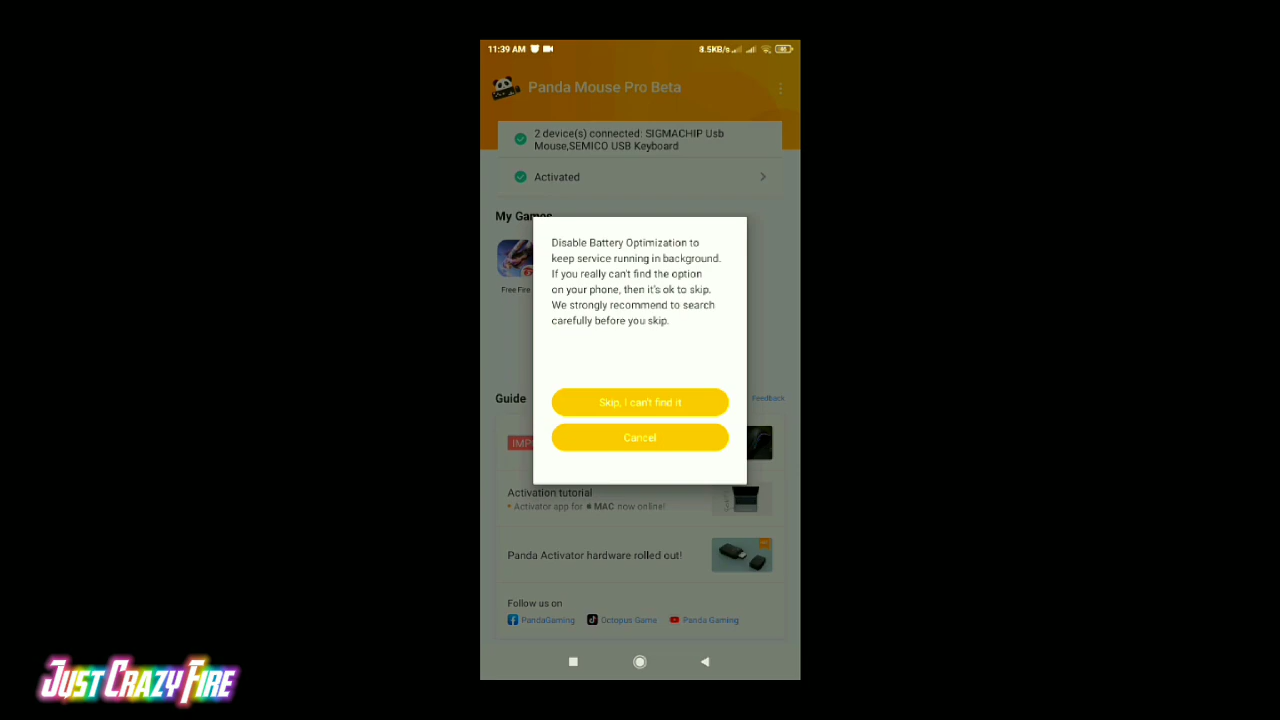 11:39 AM
8.5KB/s
Panda Mouse Pro Beta
2 device(s) connected: SIGMACHIP Usb
Mouse,SEMICO USB Keyboard
Activated
My Games
Free Fire
Disable Battery Optimization to
keep service running in background.
If you really can't find the option
on your phone, then it's ok to skip.
We strongly recommend to search
carefully before you skip.
Skip, I can't find it
Cancel
Guide
Feedback
IMP
Activation tutorial
• Activator app for MAC now online!
Panda Activator hardware rolled out!
Follow us on
PandaGaming
Octopus Game
Panda Gaming
JUST CRAZY FIRE